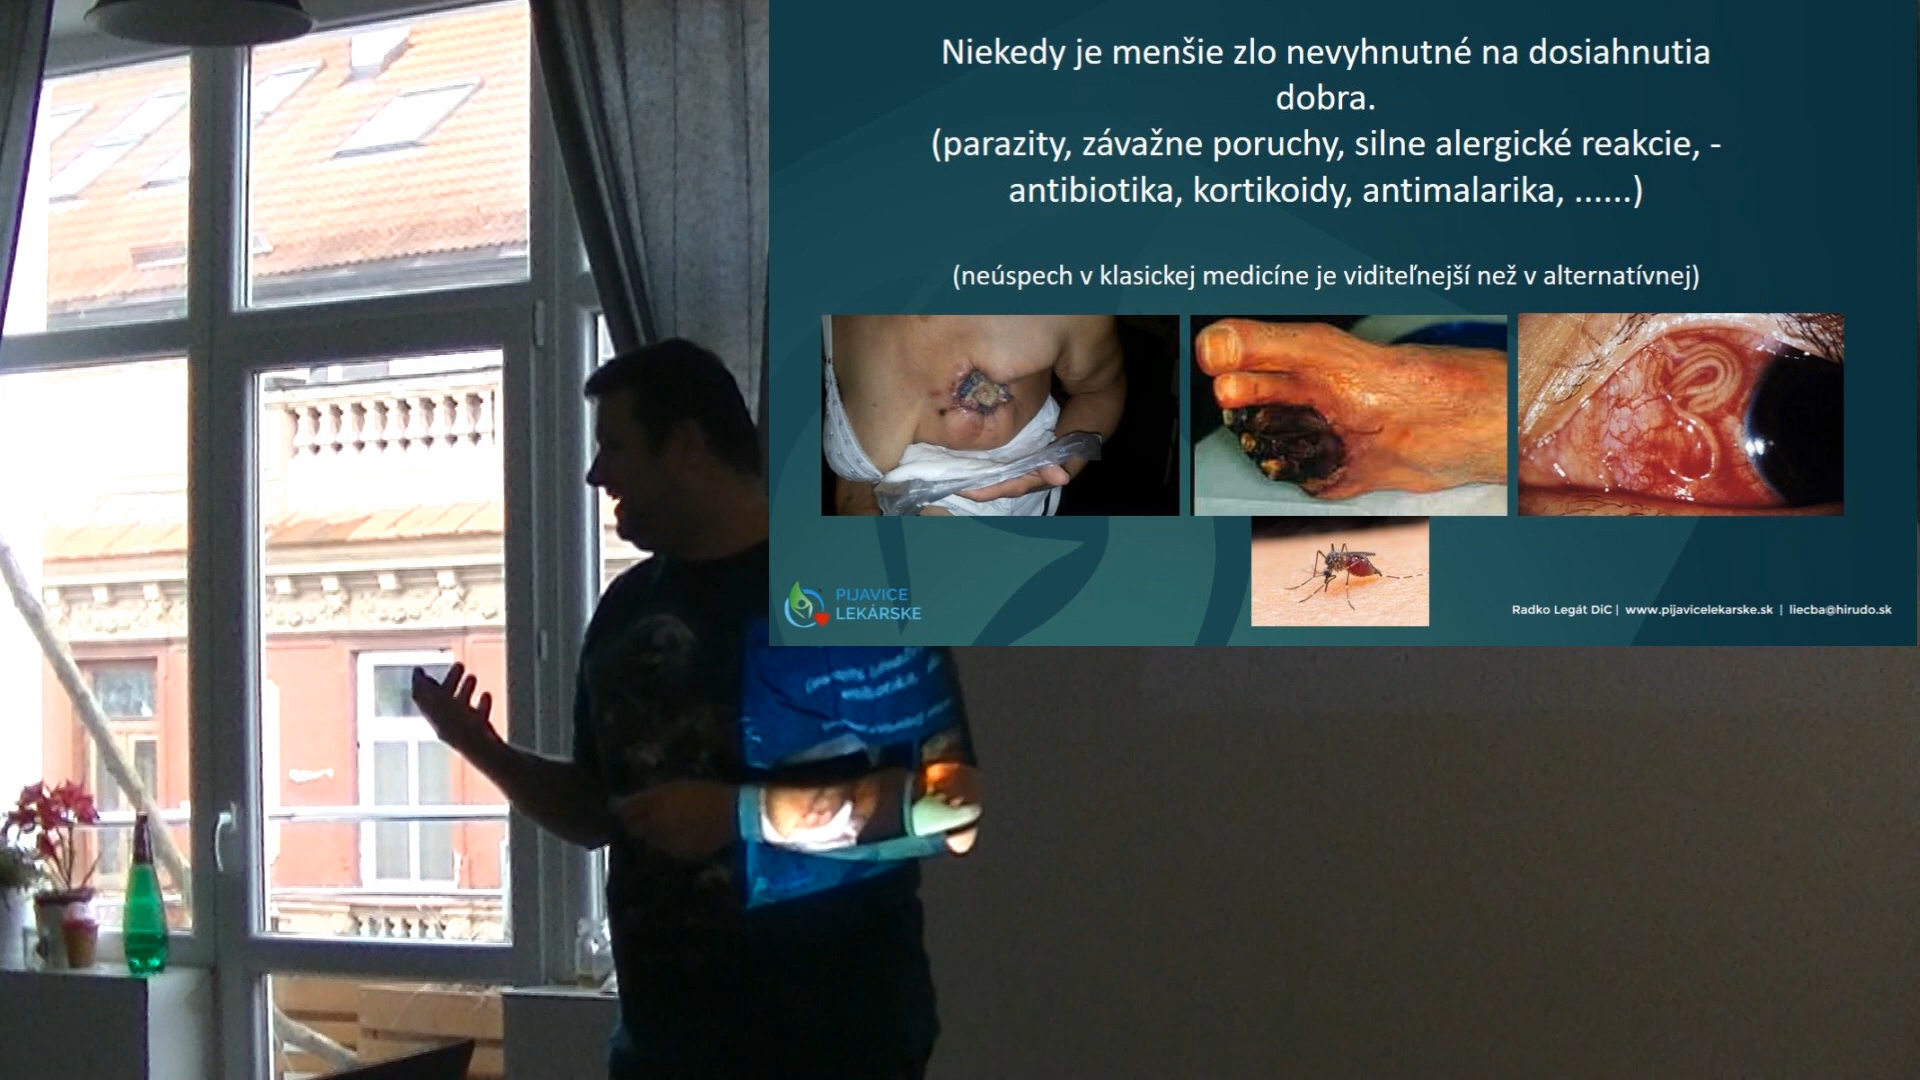 Niekedy je menšie zlo nevyhnutné na dosiahnutia
dobra.
(parazity, závažne poruchy, silne alergické reakcie, -
antibiotika, kortikoidy, antimalarika, ......)
(neúspech v klasickej medicíne je viditeľnejší než v alternatívnej)
PIJAVICE
LEKÁRSKE
Radko Legát DiC | www.pijavicelekarske.sk | liecba@hirudo.sk